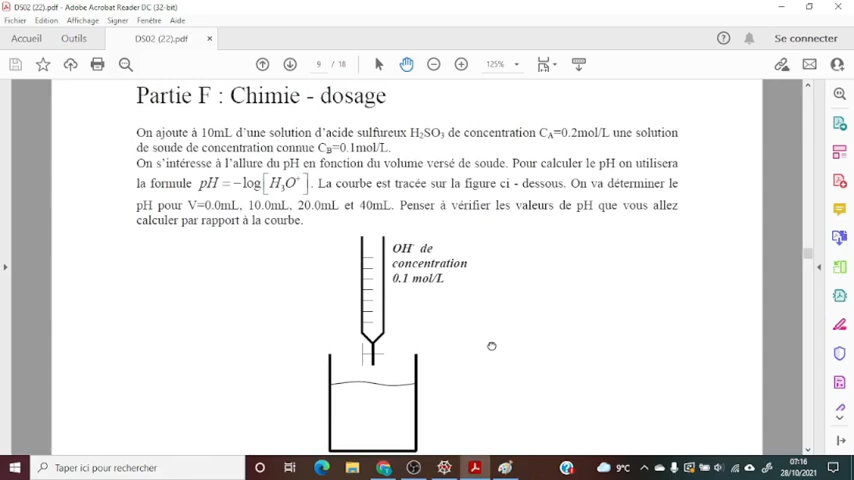 DS02 (22).pdf - Adobe Acrobat Reader DC (32-bit)
Fichier Edition Affichage Signer Fenêtre Aide
Accueil Outils DS02 (22).pdf × Se connecter
9 / 18 125%
Partie F : Chimie - dosage
On ajoute à 10mL d'une solution d'acide sulfureux H₂SO₃ de concentration CA=0.2mol/L une solution
de soude de concentration connue CB=0.1mol/L.
On s'intéresse à l'allure du pH en fonction du volume versé de soude. Pour calculer le pH on utilisera
la formule pH = −log[H₃O⁺]. La courbe est tracée sur la figure ci - dessous. On va déterminer le
pH pour V=0.0mL, 10.0mL, 20.0mL et 40mL. Penser à vérifier les valeurs de pH que vous allez
calculer par rapport à la courbe.
OH⁻ de
concentration
0.1 mol/L
Taper ici pour rechercher
9°C
07:16
28/10/2021